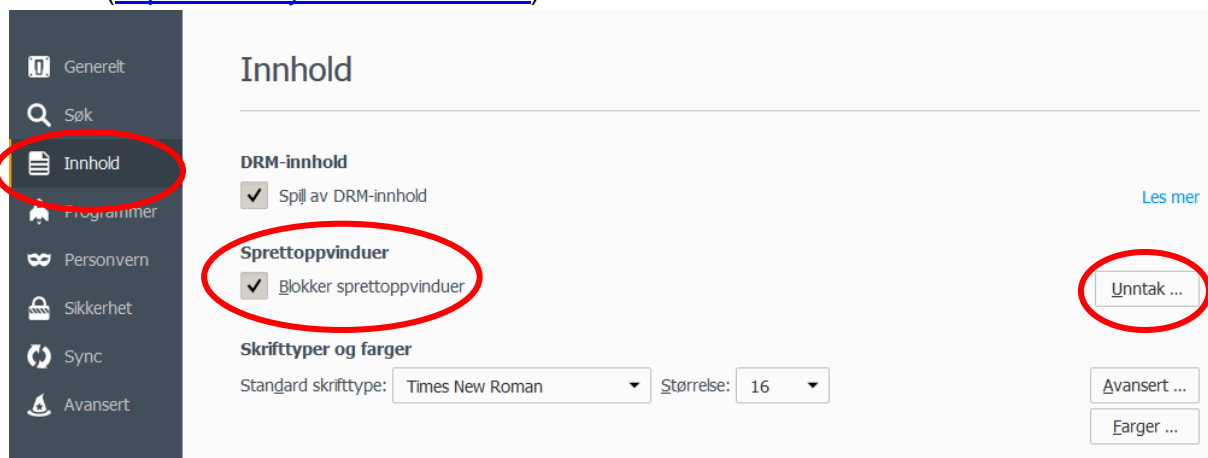 Generelt
Innhold
Søk
Innhold
DRM-innhold
Spill av DRM-innhold Les mer
Programmer
Sprettoppvinduer
Personvern
Blokker sprettoppvinduer Unntak ...
Sikkerhet
Skrifttyper og farger
Sync
Standard skrifttype: Times New Roman Størrelse: 16 Avansert ...
Avansert
Farger ...